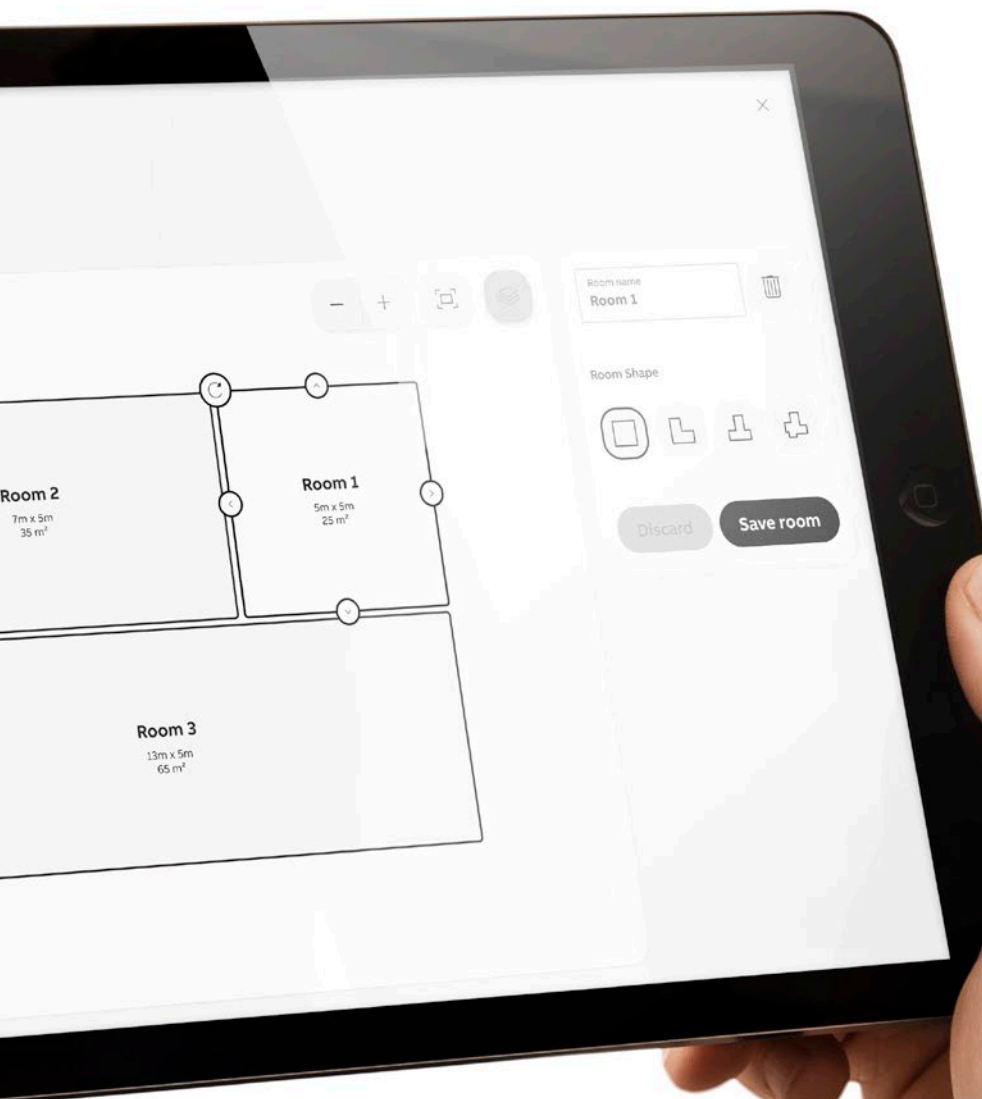 Room name
Room 1
Room Shape
Discard
Save room
Room 2
7m x 5m
35 m²
Room 1
5m x 5m
25 m²
Room 3
13m x 5m
65 m²